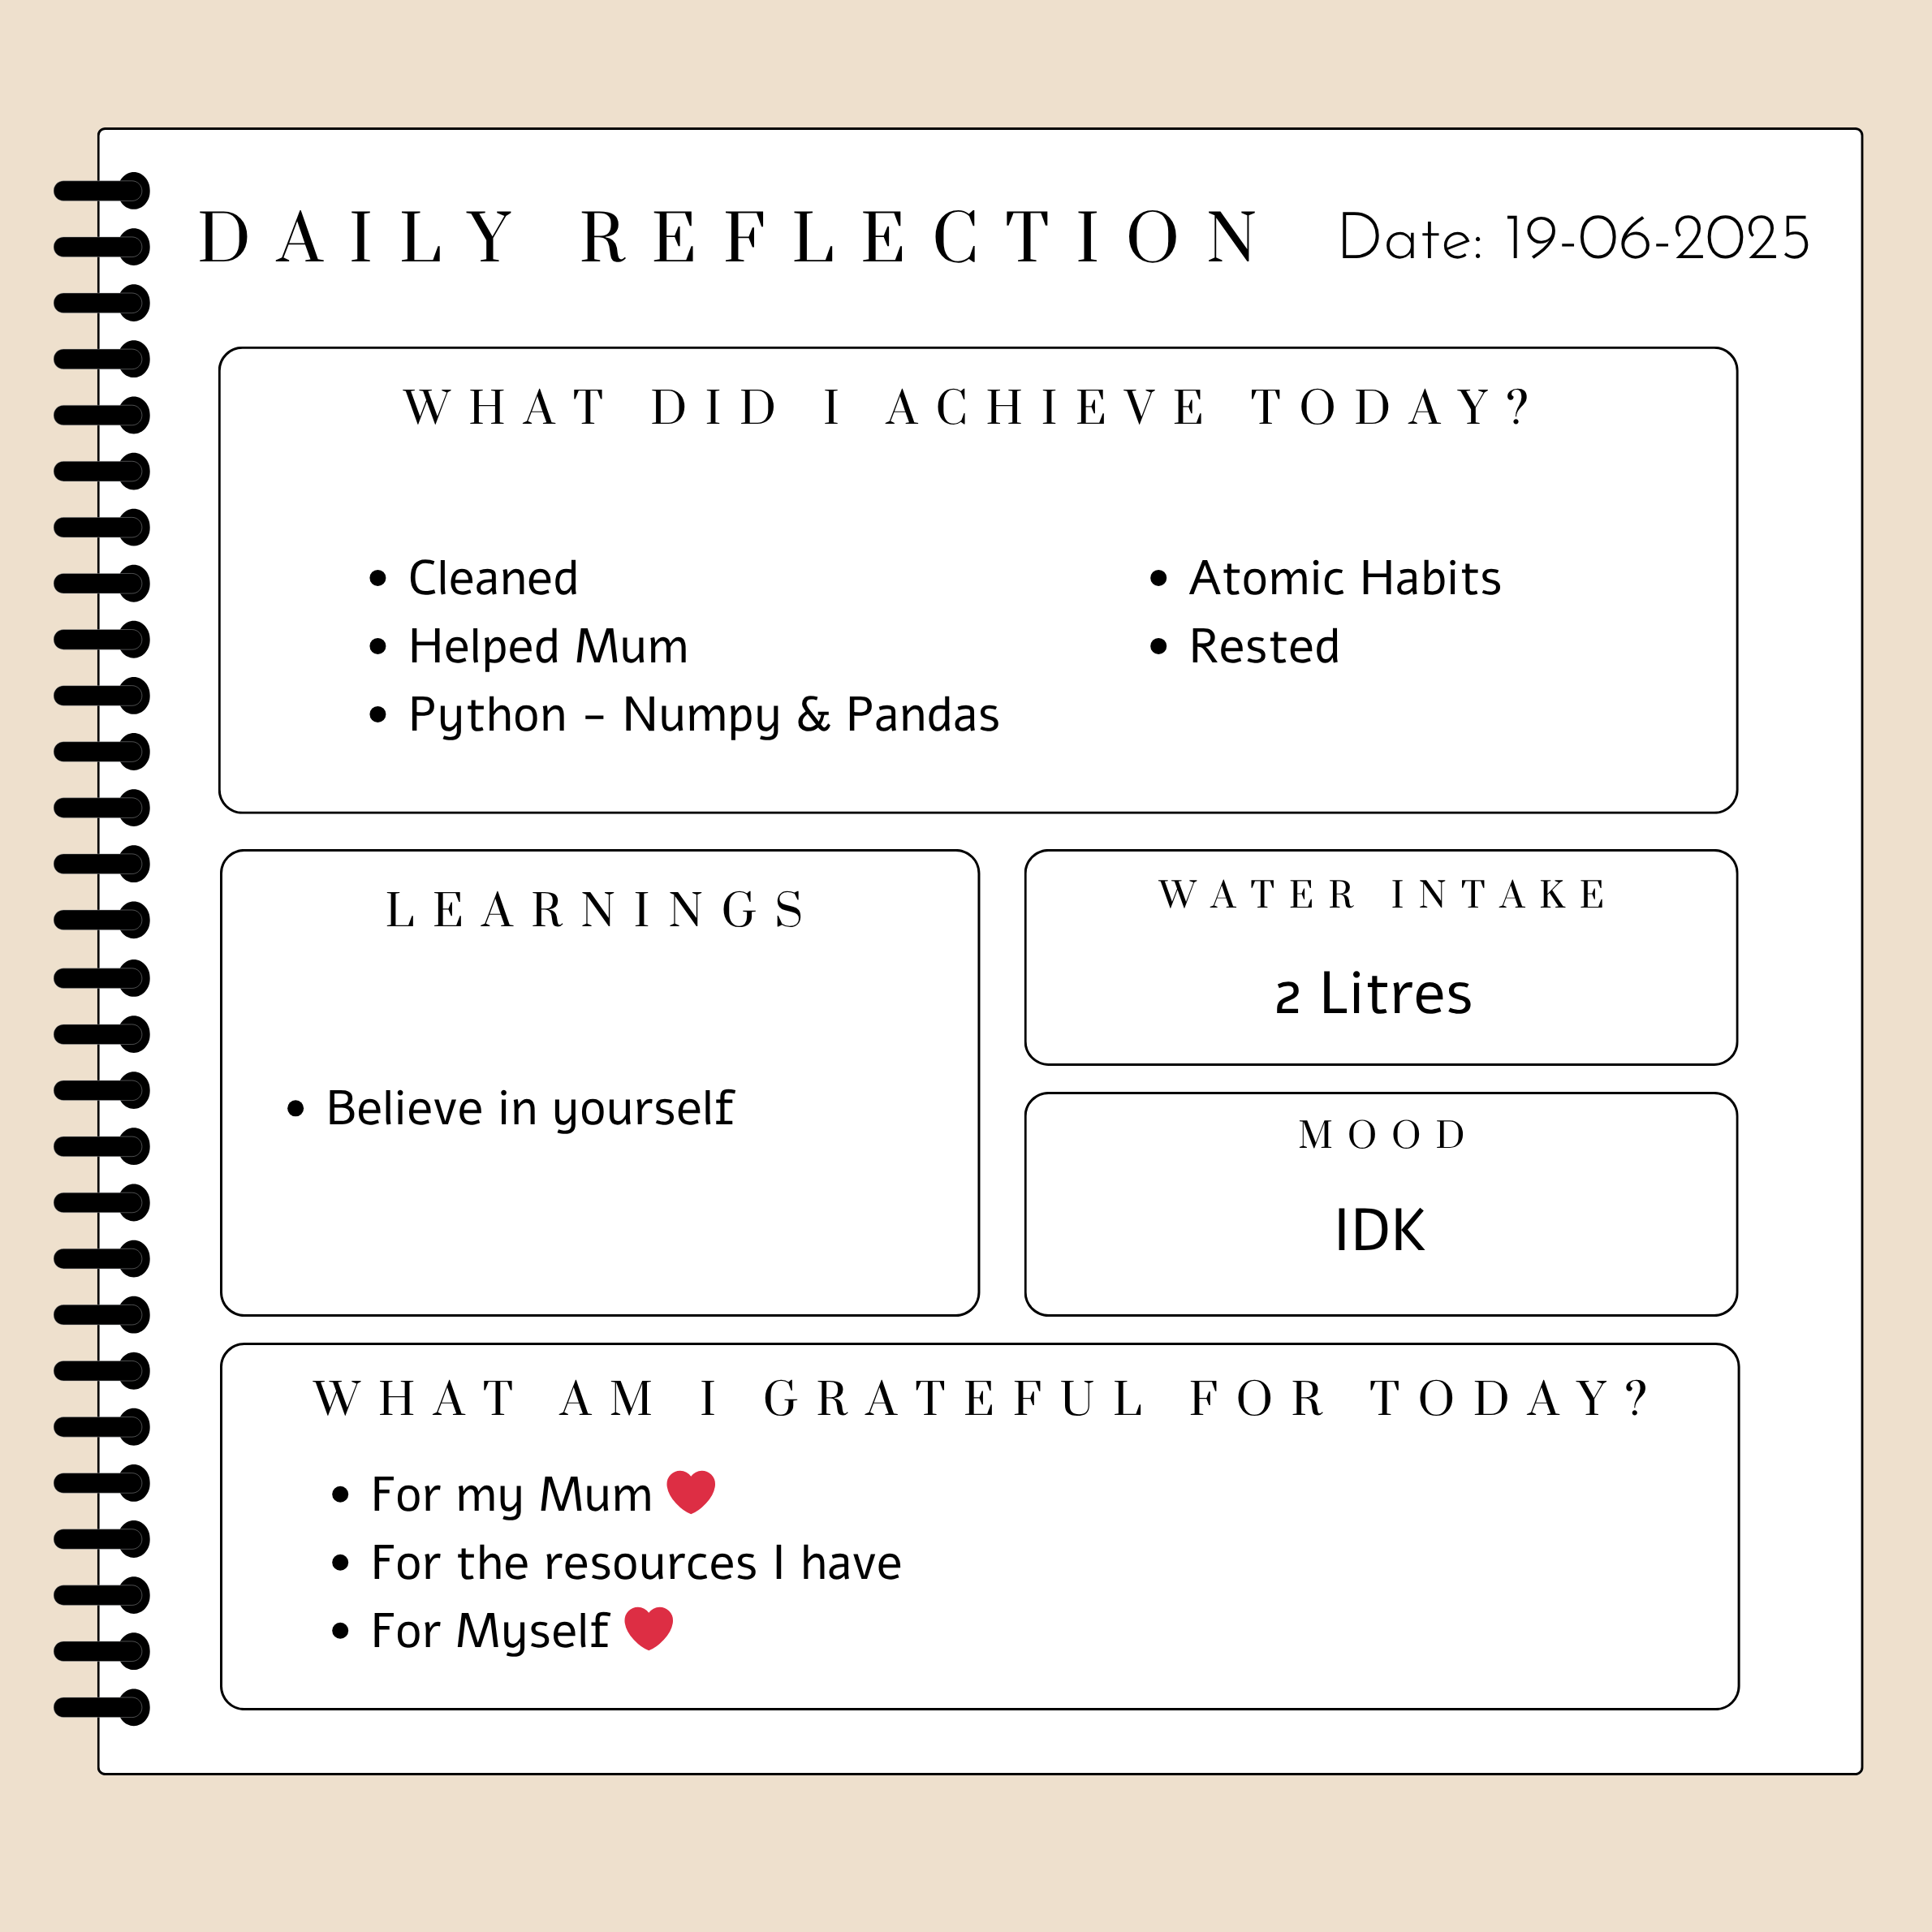 DAILY REFLECTION Date: 19-06-2025
WHAT DID I ACHIEVE TODAY?
• Cleaned
• Helped Mum
• Python - Numpy & Pandas
• Atomic Habits
• Rested
LEARNINGS
• Believe in yourself
WATER INTAKE
2 Litres
MOOD
IDK
WHAT AM I GRATEFUL FOR TODAY?
• For my Mum ❤
• For the resources I have
• For Myself ❤